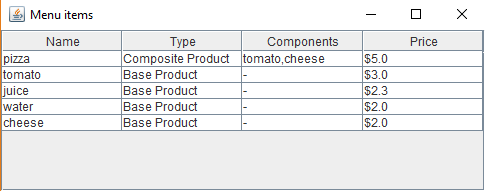 Menu items
Name Type Components Price
pizza Composite Product tomato,cheese $5.0
tomato Base Product - $3.0
juice Base Product - $2.3
water Base Product - $2.0
cheese Base Product - $2.0